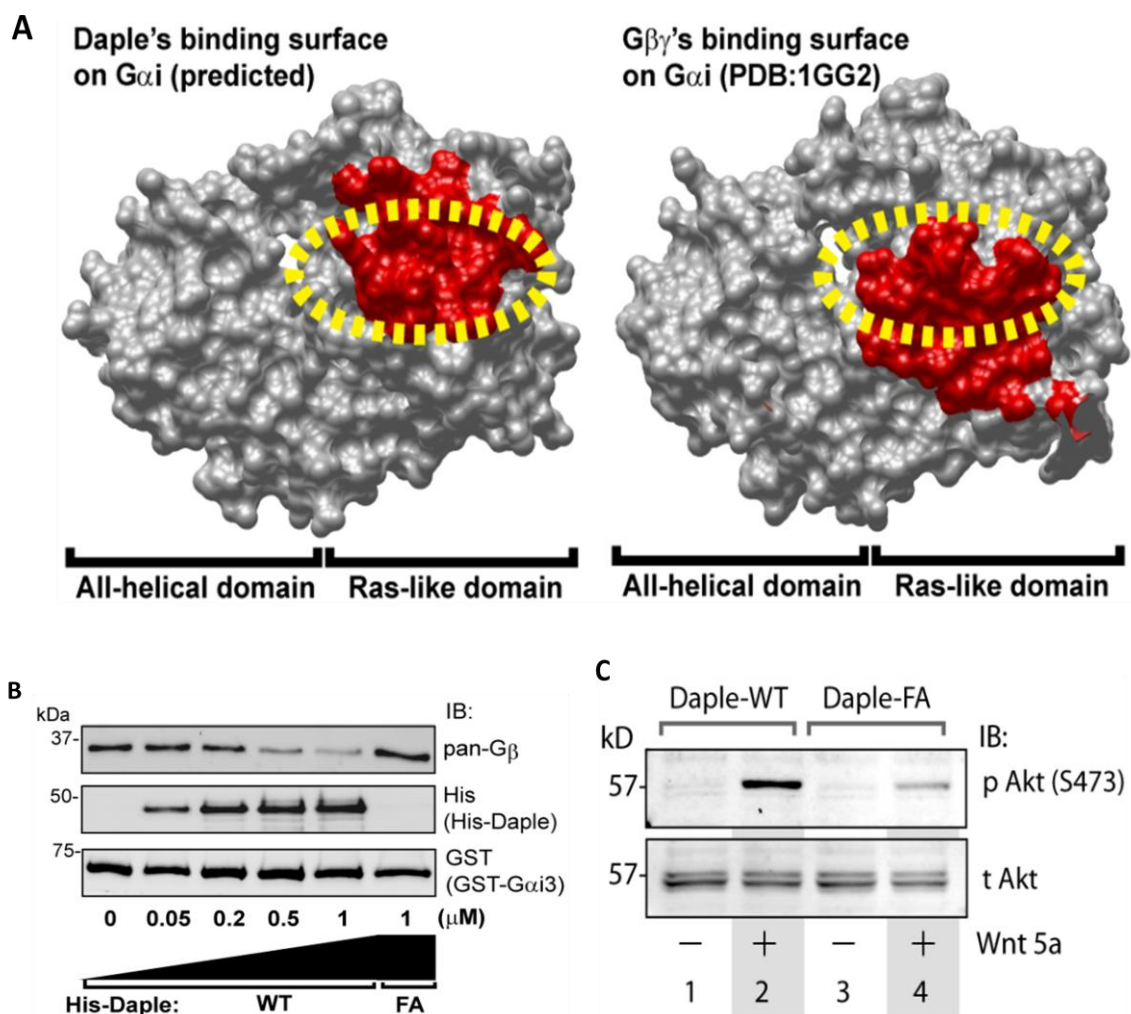 A
Daple's binding surface
on Gαi (predicted)
Gβγ's binding surface
on Gαi (PDB:1GG2)
All-helical domain
Ras-like domain
All-helical domain
Ras-like domain
B
kDa
IB:
37-
pan-Gβ
50-
His
(His-Daple)
75-
GST
(GST-Gαi3)
0 0.05 0.2 0.5 1 1 (μM)
His-Daple: WT FA
C
Daple-WT Daple-FA
kD
IB:
57-
p Akt (S473)
57-
t Akt
− + − + Wnt 5a
1 2 3 4